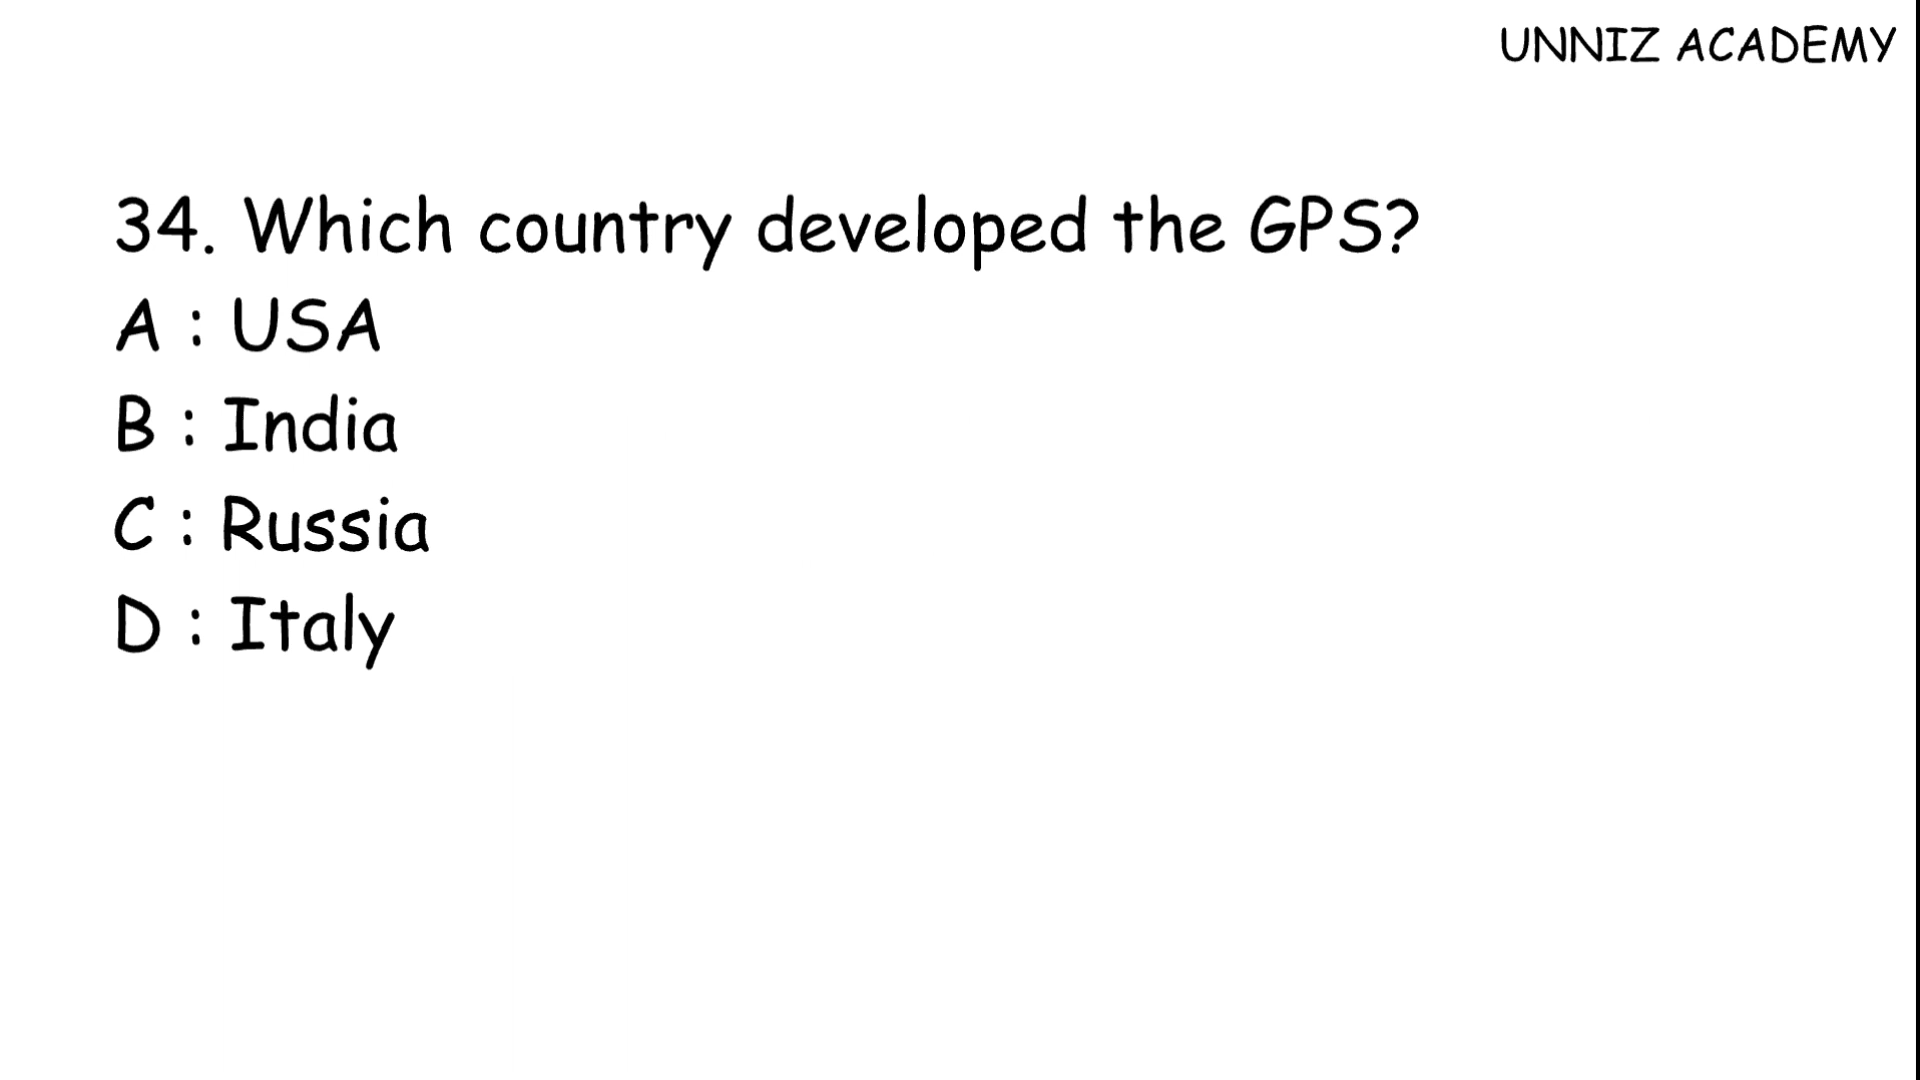 UNNIZ ACADEMY
34. Which country developed the GPS?
A : USA
B : India
C : Russia
D : Italy